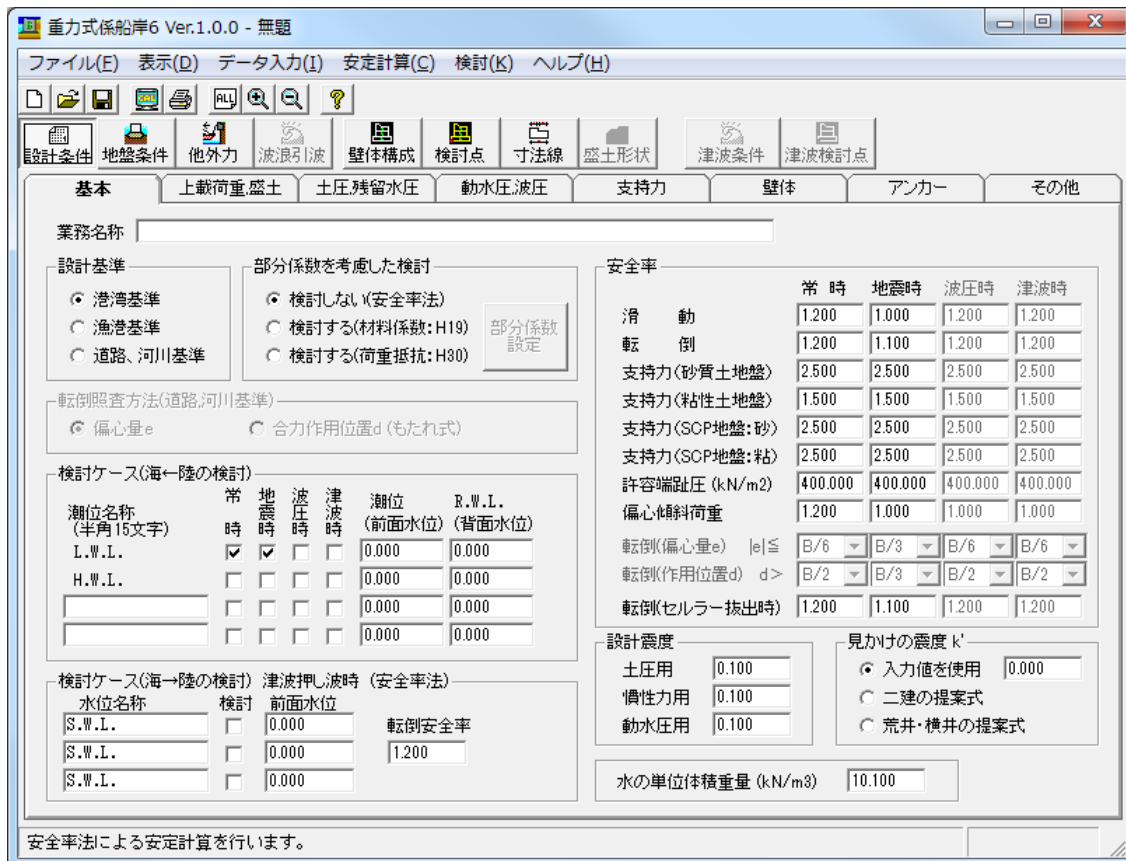 重力式係船岸6 Ver.1.0.0 - 無題
ファイル(F) 表示(D) データ入力(I) 安定計算(C) 検討(K) ヘルプ(H)
CAL ALL ?
設計条件 地盤条件 他外力 波浪引波 壁体構成 検討点 寸法線 盛土形状 津波条件 津波検討点
基本 上載荷重,盛土 土圧,残留水圧 動水圧,波圧 支持力 壁体 アンカー その他
業務名称
設計基準
港湾基準
漁港基準
道路、河川基準
部分係数を考慮した検討
検討しない(安全率法)
検討する(材料係数:H19)
検討する(荷重抵抗:H30)
部分係数
設定
転倒照査方法(道路,河川基準)
偏心量e 合力作用位置d (もたれ式)
検討ケース(海←陸の検討)
潮位名称
(半角15文字)
常時 地震時 波圧時 津波時
潮位
(前面水位)
R.W.L.
(背面水位)
L.W.L. 0.000 0.000
H.W.L. 0.000 0.000
0.000 0.000
0.000 0.000
検討ケース(海→陸の検討) 津波押し波時 (安全率法)
水位名称 検討 前面水位
S.W.L. 0.000
S.W.L. 0.000
S.W.L. 0.000
転倒安全率
1.200
安全率
常 時 地震時 波圧時 津波時
滑 動 1.200 1.000 1.200 1.200
転 倒 1.200 1.100 1.200 1.200
支持力(砂質土地盤) 2.500 2.500 2.500 2.500
支持力(粘性土地盤) 1.500 1.500 1.500 1.500
支持力(SCP地盤:砂) 2.500 2.500 2.500 2.500
支持力(SCP地盤:粘) 2.500 2.500 2.500 2.500
許容端趾圧 (kN/m2) 400.000 400.000 400.000 400.000
偏心傾斜荷重 1.200 1.000 1.000 1.000
転倒(偏心量e) |e|≦ B/6 B/3 B/6 B/6
転倒(作用位置d) d> B/2 B/3 B/2 B/2
転倒(セルラー抜出時) 1.200 1.100 1.200 1.200
設計震度
土圧用 0.100
慣性力用 0.100
動水圧用 0.100
見かけの震度 k'
入力値を使用 0.000
二建の提案式
荒井・横井の提案式
水の単位体積重量 (kN/m3) 10.100
安全率法による安定計算を行います。